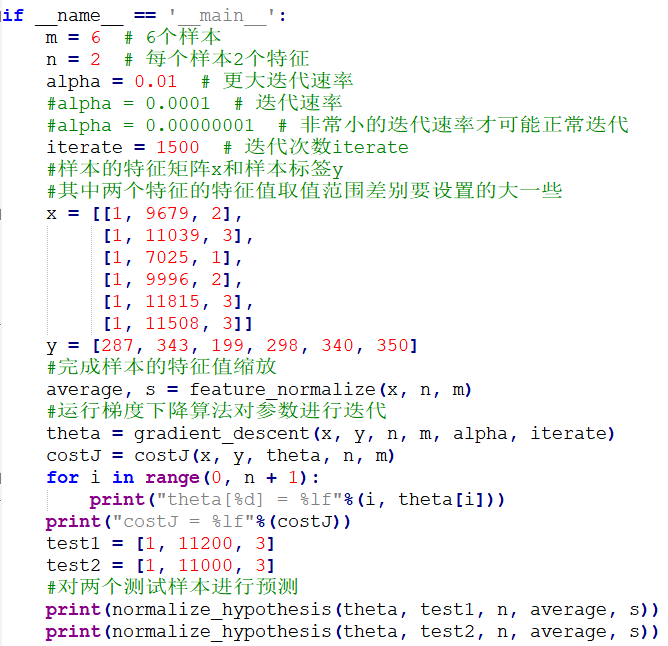 if __name__ == '__main__':
    m = 6  # 6个样本
    n = 2  # 每个样本2个特征
    alpha = 0.01  # 更大迭代速率
    #alpha = 0.0001  # 迭代速率
    #alpha = 0.00000001  # 非常小的迭代速率才可能正常迭代
    iterate = 1500  # 迭代次数iterate
    #样本的特征矩阵x和样本标签y
    #其中两个特征的特征值取值范围差别要设置的大一些
    x = [[1, 9679, 2],
         [1, 11039, 3],
         [1, 7025, 1],
         [1, 9996, 2],
         [1, 11815, 3],
         [1, 11508, 3]]
    y = [287, 343, 199, 298, 340, 350]
    #完成样本的特征值缩放
    average, s = feature_normalize(x, n, m)
    #运行梯度下降算法对参数进行迭代
    theta = gradient_descent(x, y, n, m, alpha, iterate)
    costJ = costJ(x, y, theta, n, m)
    for i in range(0, n + 1):
        print("theta[%d] = %lf"%(i, theta[i]))
    print("costJ = %lf"%(costJ))
    test1 = [1, 11200, 3]
    test2 = [1, 11000, 3]
    #对两个测试样本进行预测
    print(normalize_hypothesis(theta, test1, n, average, s))
    print(normalize_hypothesis(theta, test2, n, average, s))